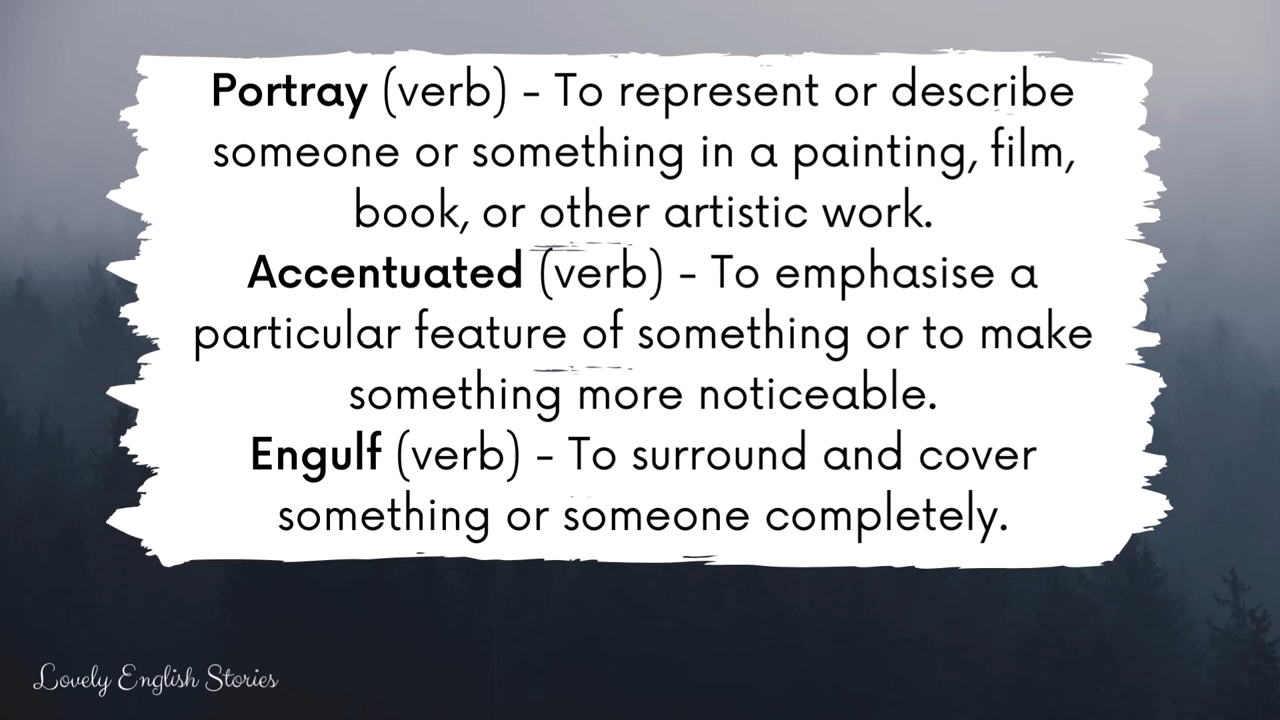 Portray (verb) - To represent or describe
someone or something in a painting, film,
book, or other artistic work.
Accentuated (verb) - To emphasise a
particular feature of something or to make
something more noticeable.
Engulf (verb) - To surround and cover
something or someone completely.
Lovely English Stories